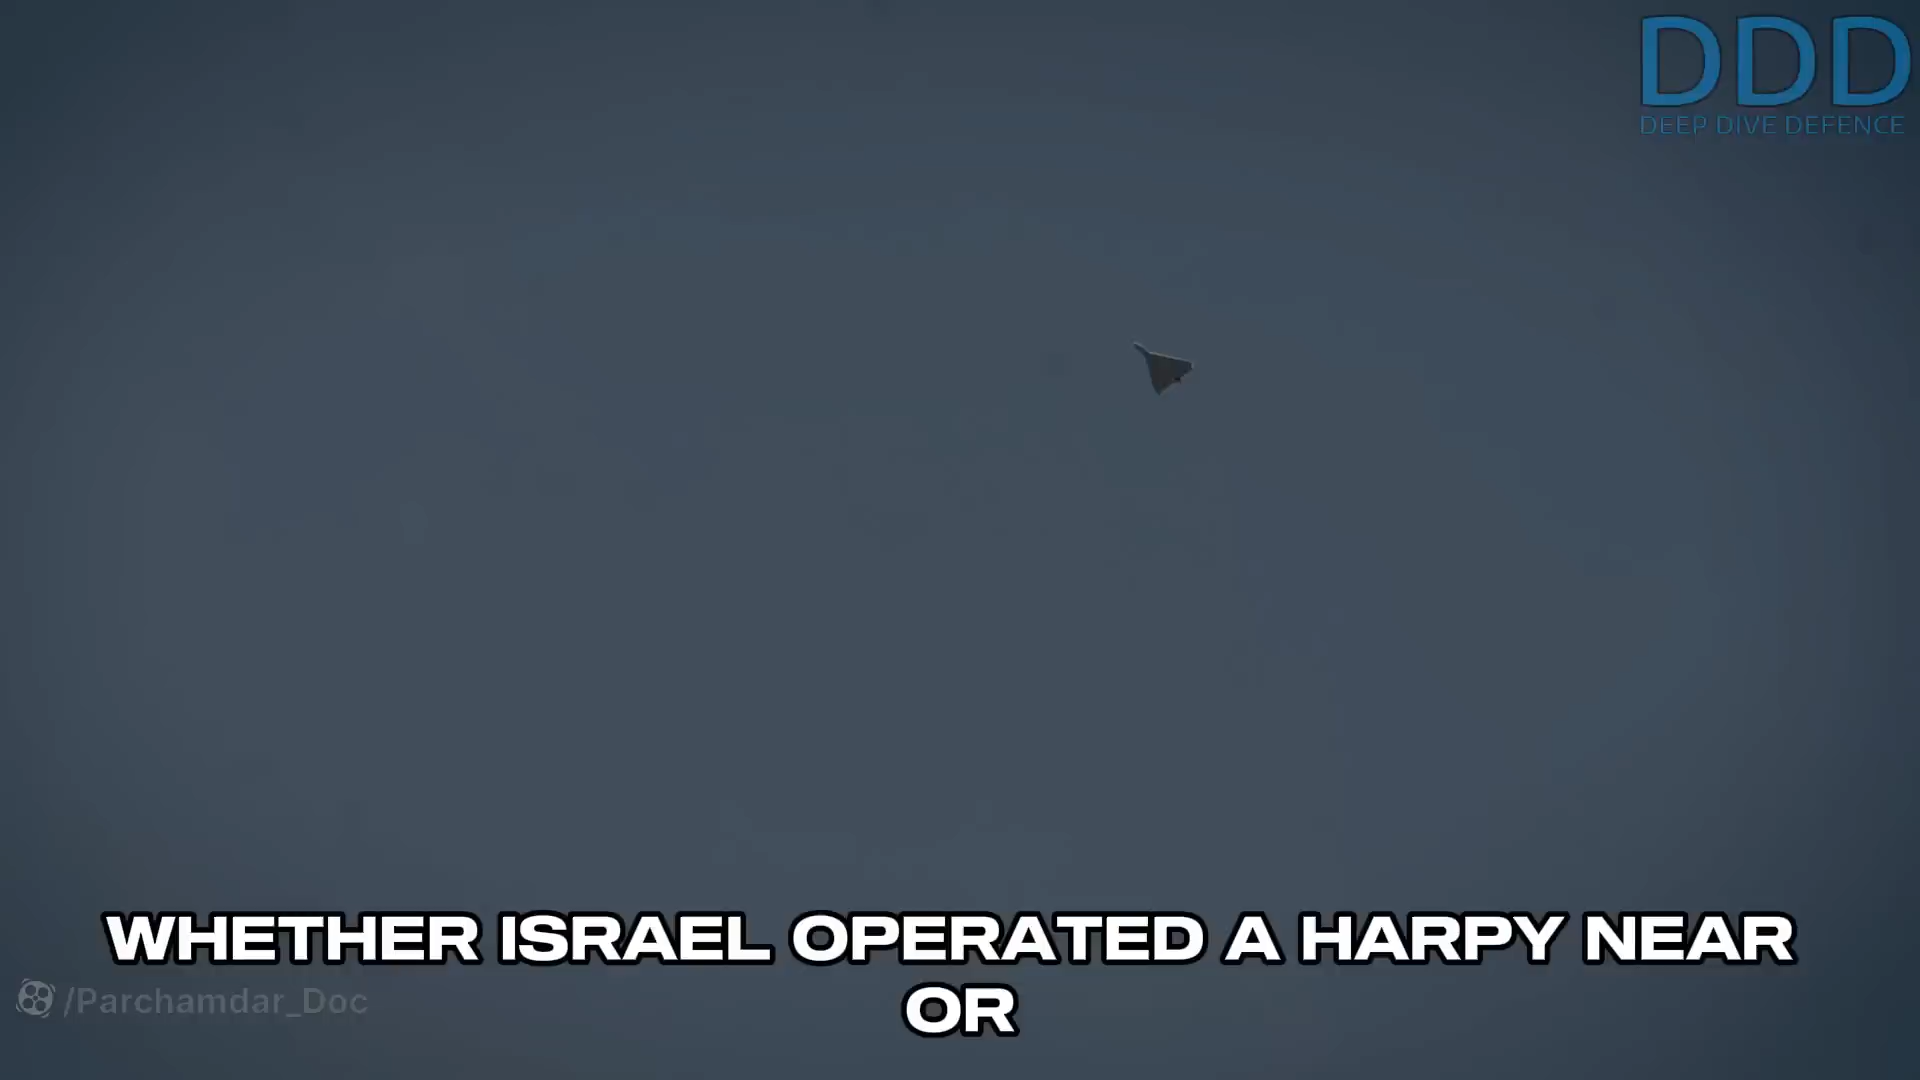 DDD
DEEP DIVE DEFENCE
WHETHER ISRAEL OPERATED A HARPY NEAR
OR
/Parchamdar_Doc